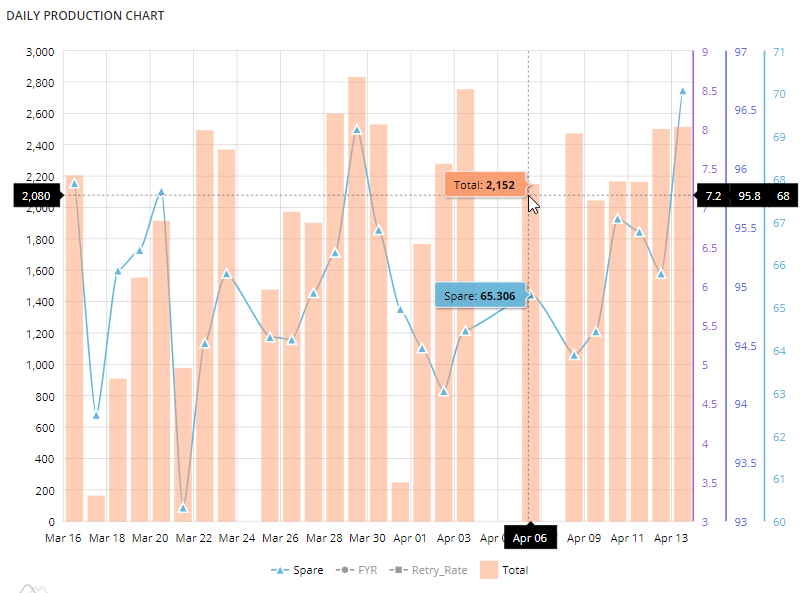 DAILY PRODUCTION CHART
3,000 9 97 71
2,800 8.5 96.5 70
2,600 8 69
2,400 7.5 96 68
2,200 Total: 2,152
2,080 7.2 95.8 68
2,000 7 95.5 67
1,800 6.5 66
1,600 6 95
1,400 Spare: 65.306 5.5 65
1,200 94.5
1,000 5 64
800 4.5 94 63
600 4 62
400 93.5
200 3.5 61
0 3 93 60
Mar 16 Mar 18 Mar 20 Mar 22 Mar 24 Mar 26 Mar 28 Mar 30 Apr 01 Apr 03 Apr 06 Apr 09 Apr 11 Apr 13
Spare FYR Retry_Rate Total